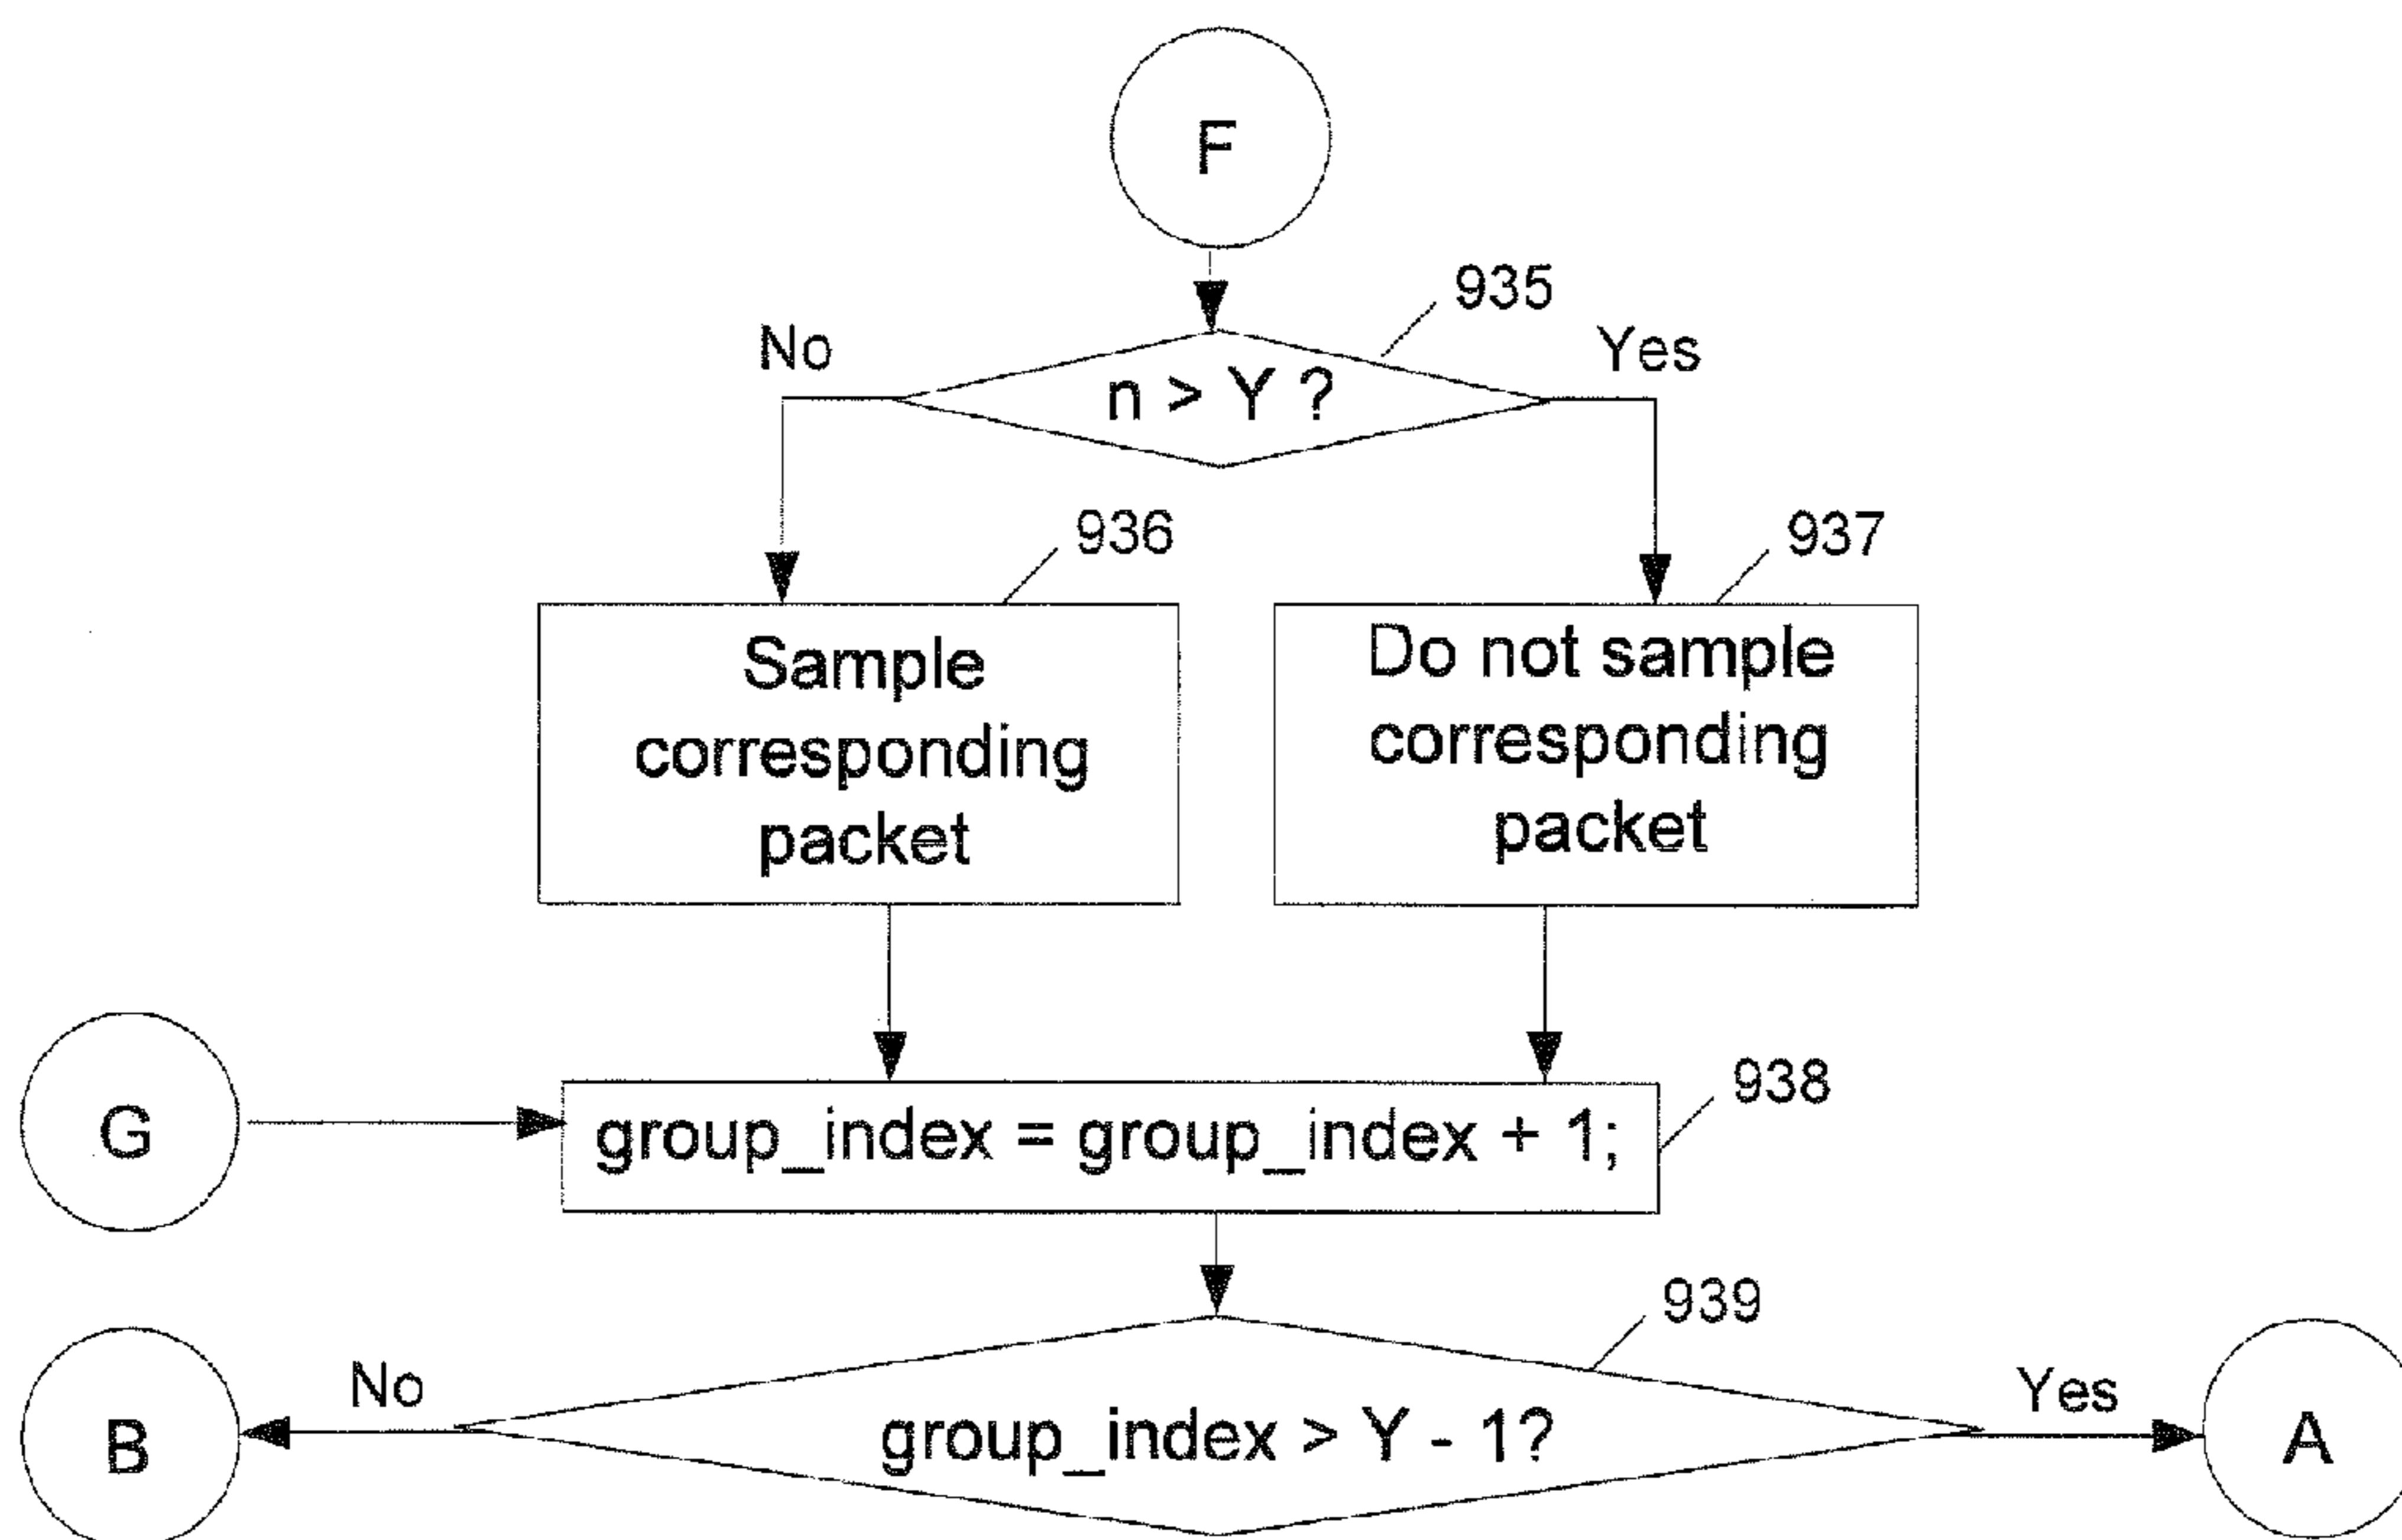 F
935
No
Yes
n > Y ?
936
937
Sample
corresponding
packet
Do not sample
corresponding
packet
938
G
group_index = group_index + 1;
939
No
Yes
B
group_index > Y - 1?
A